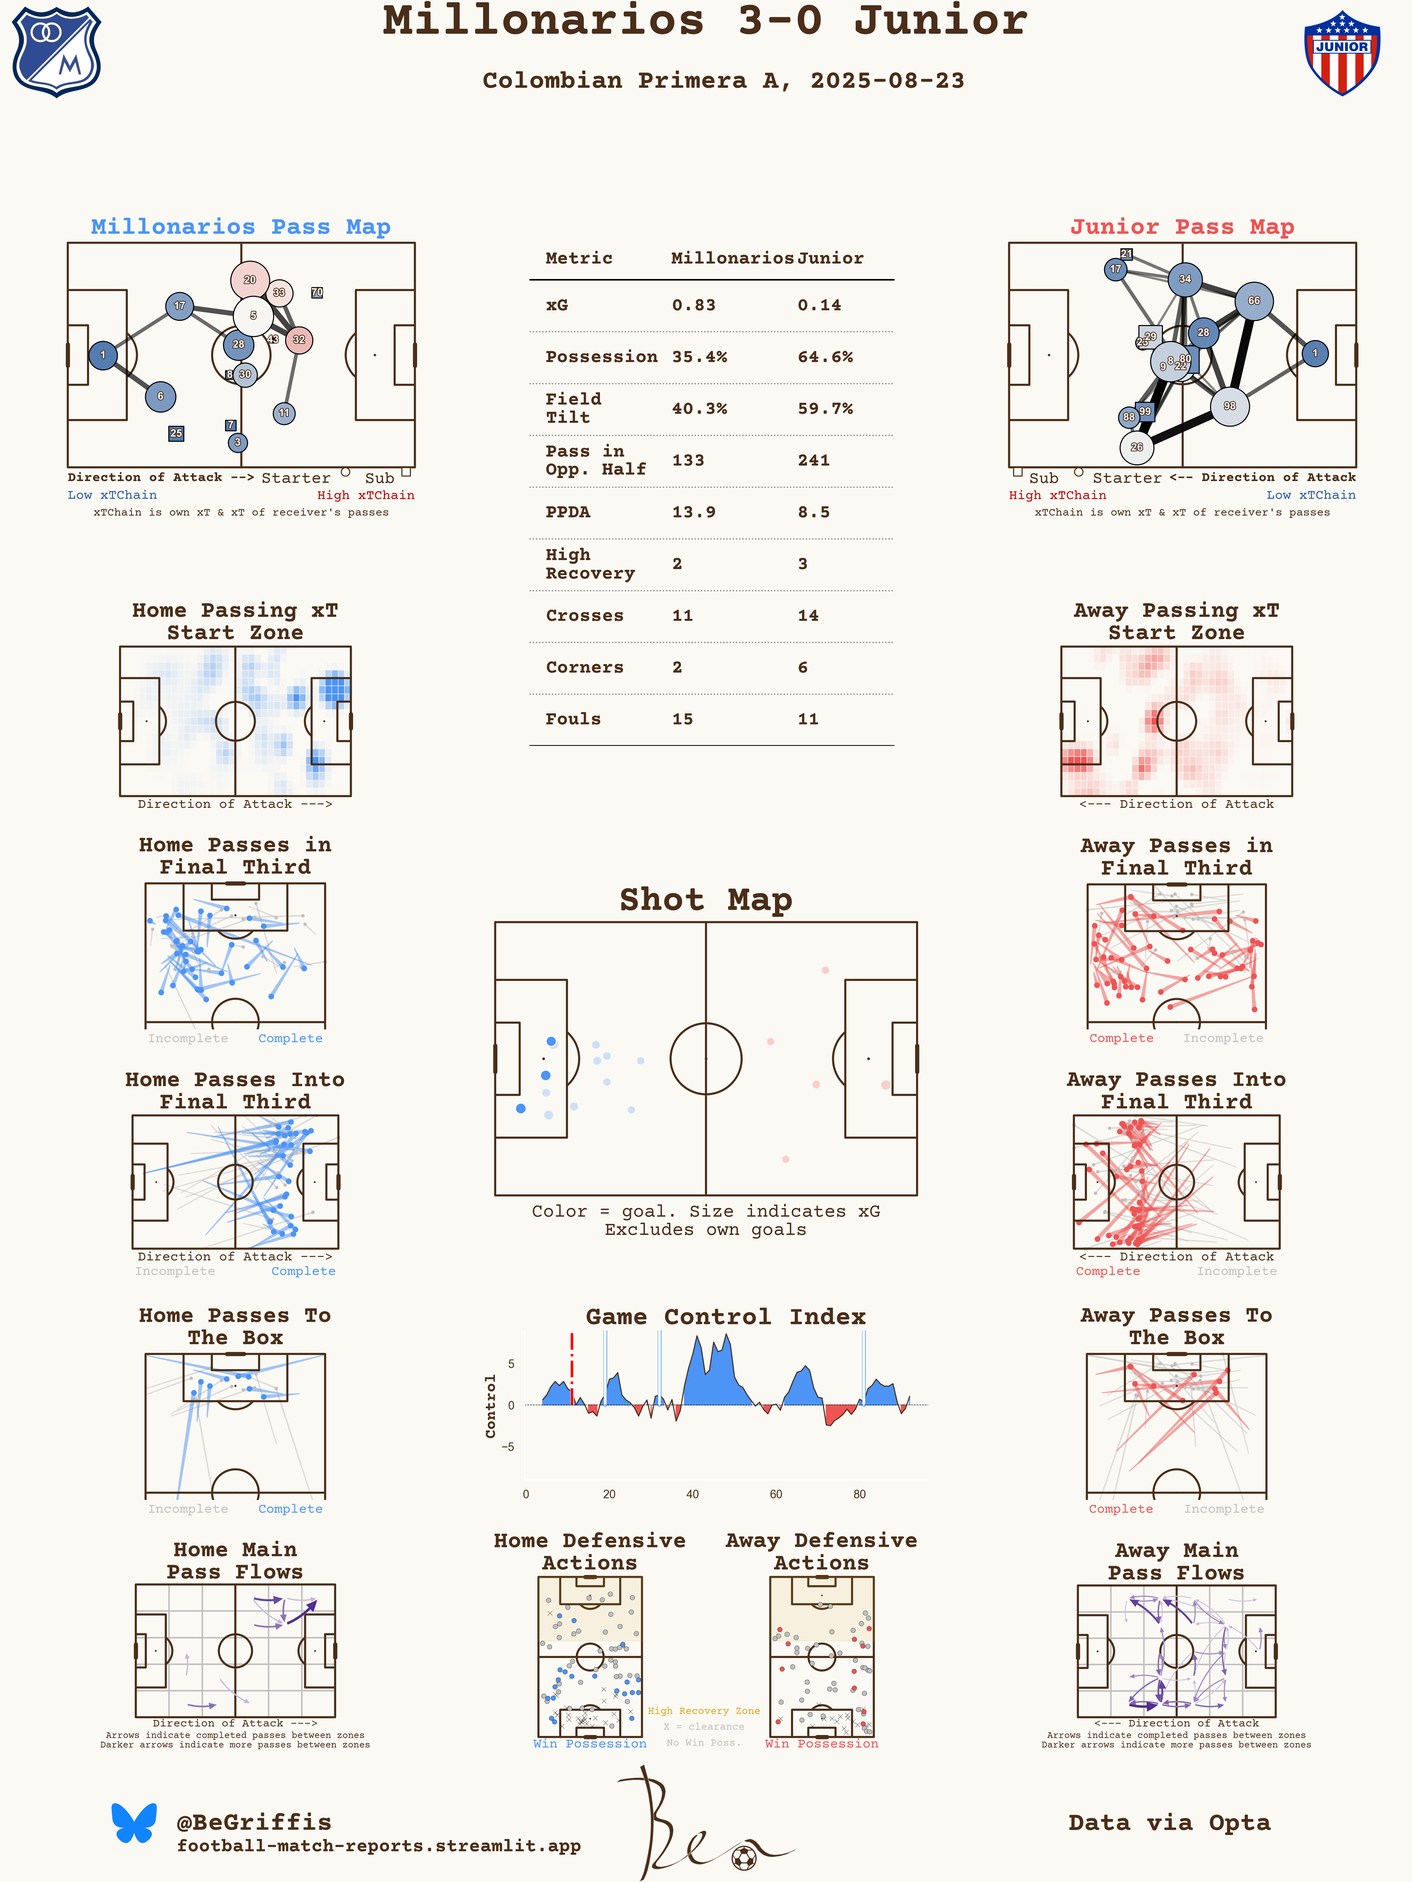 Millonarios 3-0 Junior
Colombian Primera A, 2025-08-23
JUNIOR
Millonarios Pass Map
20
33
70
17
5
43
32
28
1
8
30
6
11
7
25
3
Direction of Attack --> Starter Sub
Low xTChain High xTChain
xTChain is own xT & xT of receiver's passes
Metric Millonarios Junior
xG 0.83 0.14
Possession 35.4% 64.6%
Field
Tilt 40.3% 59.7%
Pass in
Opp. Half 133 241
PPDA 13.9 8.5
High
Recovery 2 3
Crosses 11 14
Corners 2 6
Fouls 15 11
Junior Pass Map
21
17
34
66
29
28
1
8
80
9
22
98
88
99
26
Sub Starter <-- Direction of Attack
High xTChain Low xTChain
xTChain is own xT & xT of receiver's passes
Home Passing xT
Start Zone
Direction of Attack --->
Away Passing xT
Start Zone
<--- Direction of Attack
Home Passes in
Final Third
Incomplete Complete
Away Passes in
Final Third
Complete Incomplete
Shot Map
Color = goal. Size indicates xG
Excludes own goals
Home Passes Into
Final Third
Direction of Attack --->
Incomplete Complete
Away Passes Into
Final Third
<--- Direction of Attack
Complete Incomplete
Home Passes To
The Box
Incomplete Complete
Game Control Index
Control
5
0
−5
0 20 40 60 80
Away Passes To
The Box
Complete Incomplete
Home Main
Pass Flows
Direction of Attack --->
Arrows indicate completed passes between zones
Darker arrows indicate more passes between zones
Home Defensive
Actions
Win Possession
Away Defensive
Actions
Win Possession
High Recovery Zone
X = clearance
No Win Poss.
Away Main
Pass Flows
<--- Direction of Attack
Arrows indicate completed passes between zones
Darker arrows indicate more passes between zones
@BeGriffis
football-match-reports.streamlit.app
Ben
Data via Opta